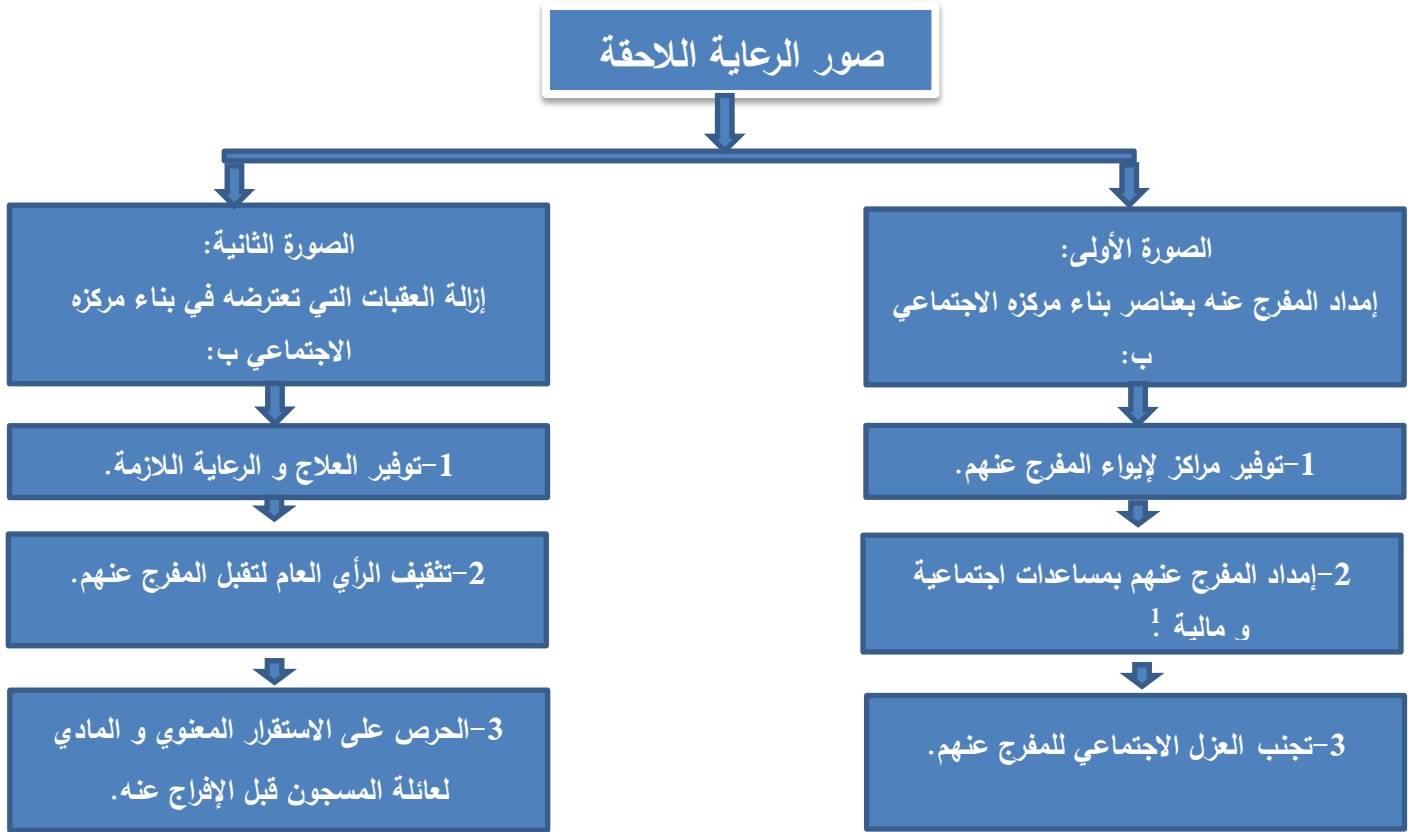 صور الرعاية اللاحقة
الصورة الأولى:
إمداد المفرج عنه بعناصر بناء مركزه الاجتماعي
ب:
1-توفير مراكز لإيواء المفرج عنهم.
2-إمداد المفرج عنهم بمساعدات اجتماعية
و مالية 1.
3-تجنب العزل الاجتماعي للمفرج عنهم.
الصورة الثانية:
إزالة العقبات التي تعترضه في بناء مركزه
الاجتماعي ب:
1-توفير العلاج و الرعاية اللازمة.
2-تثقيف الرأي العام لتقبل المفرج عنهم.
3-الحرص على الاستقرار المعنوي و المادي
لعائلة المسجون قبل الإفراج عنه.